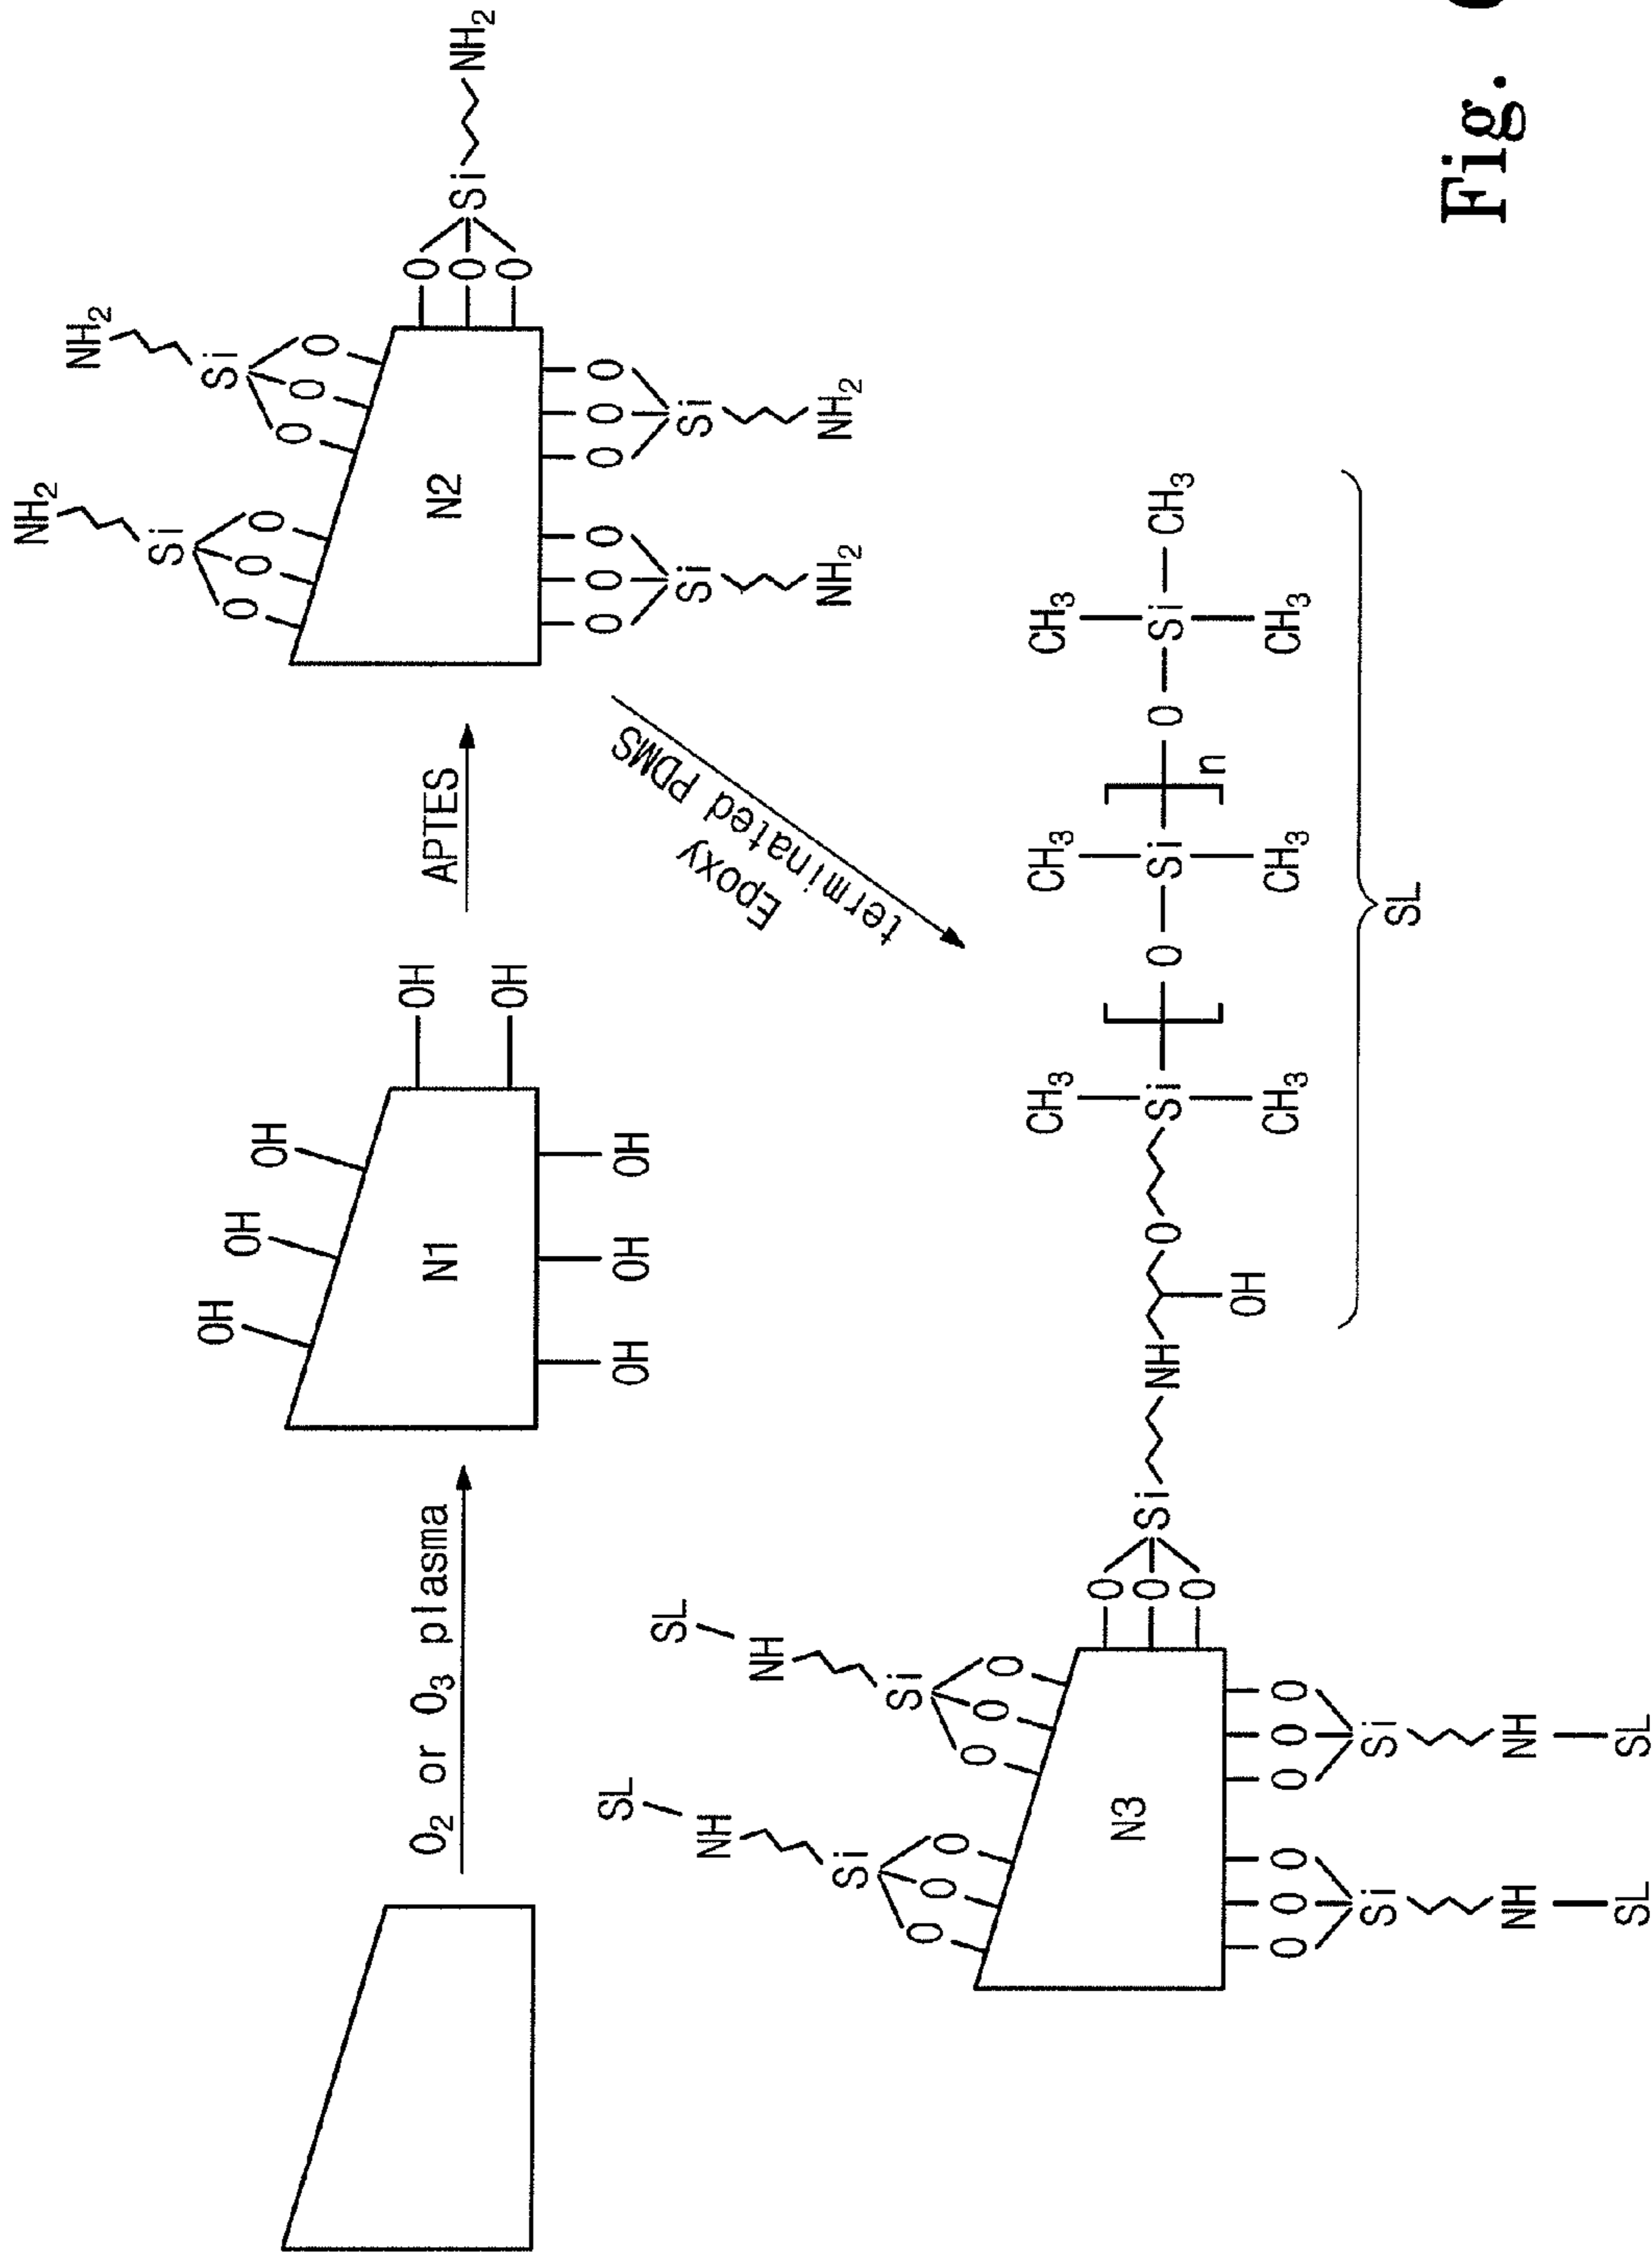 O2 or O3 plasma
OH
OH
OH
N1
OH
OH
OH
OH
OH
APTES
NH2
NH2
Si
Si
O O O
O O O
N2
O
O
O
Si
NH2
O O O
O O O
Si
Si
NH2
NH2
Epoxy
terminated PDMS
SL
SL
NH
NH
Si
Si
O O O
O O O
N3
O
O
O
Si
NH
OH
O
CH3 CH3 CH3
Si [ O Si ]n O Si CH3
CH3 CH3 CH3
SL
O O O
O O O
Si
Si
NH
NH
SL
SL
Fig.